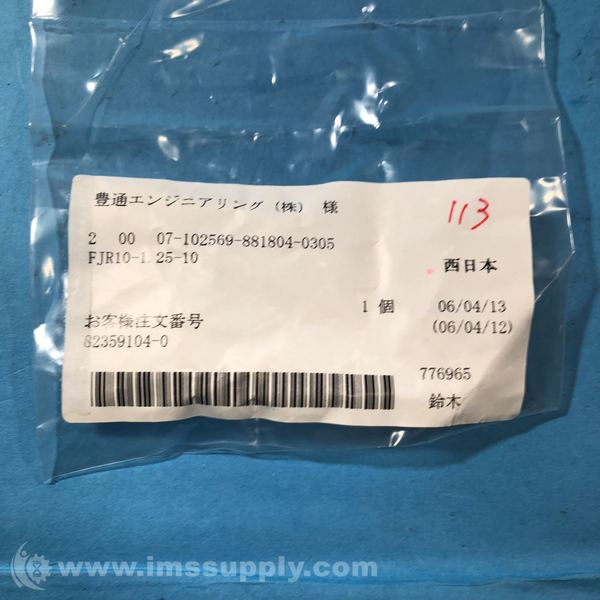 豊通エンジニアリング (株) 様
113
2 00 07-102569-881804-0305
FJR10-1.25-10
西日本
1 個 06/04/13
お客様注文番号 (06/04/12)
82359104-0
776965
鈴木
www.imssupply.com